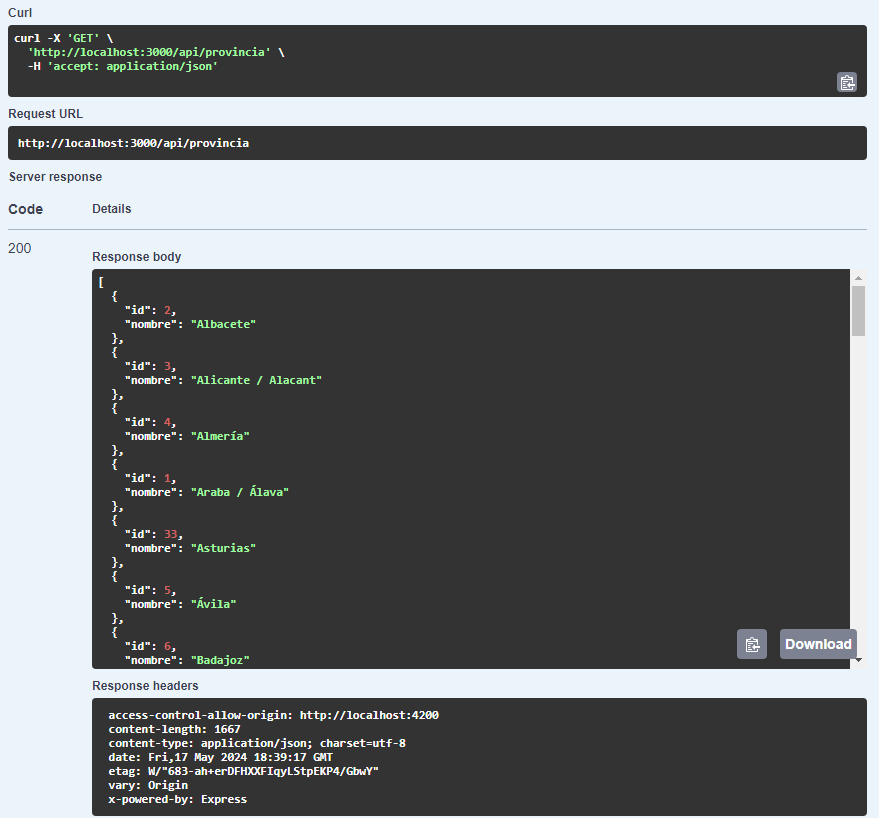 Curl
curl -X 'GET' \
  'http://localhost:3000/api/provincia' \
  -H 'accept: application/json'
Request URL
http://localhost:3000/api/provincia
Server response
Code Details
200
Response body
[
  {
    "id": 2,
    "nombre": "Albacete"
  },
  {
    "id": 3,
    "nombre": "Alicante / Alacant"
  },
  {
    "id": 4,
    "nombre": "Almería"
  },
  {
    "id": 1,
    "nombre": "Araba / Álava"
  },
  {
    "id": 33,
    "nombre": "Asturias"
  },
  {
    "id": 5,
    "nombre": "Ávila"
  },
  {
    "id": 6,
    "nombre": "Badajoz"
Download
Response headers
access-control-allow-origin: http://localhost:4200
content-length: 1667
content-type: application/json; charset=utf-8
date: Fri,17 May 2024 18:39:17 GMT
etag: W/"683-ah+erDFHXXFIqyLStpEKP4/GbwY"
vary: Origin
x-powered-by: Express